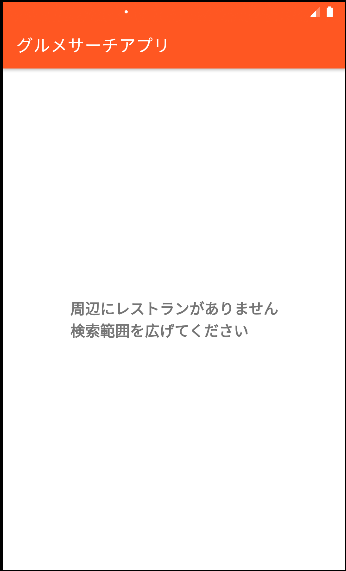 グルメサーチアプリ
周辺にレストランがありません
検索範囲を広げてください